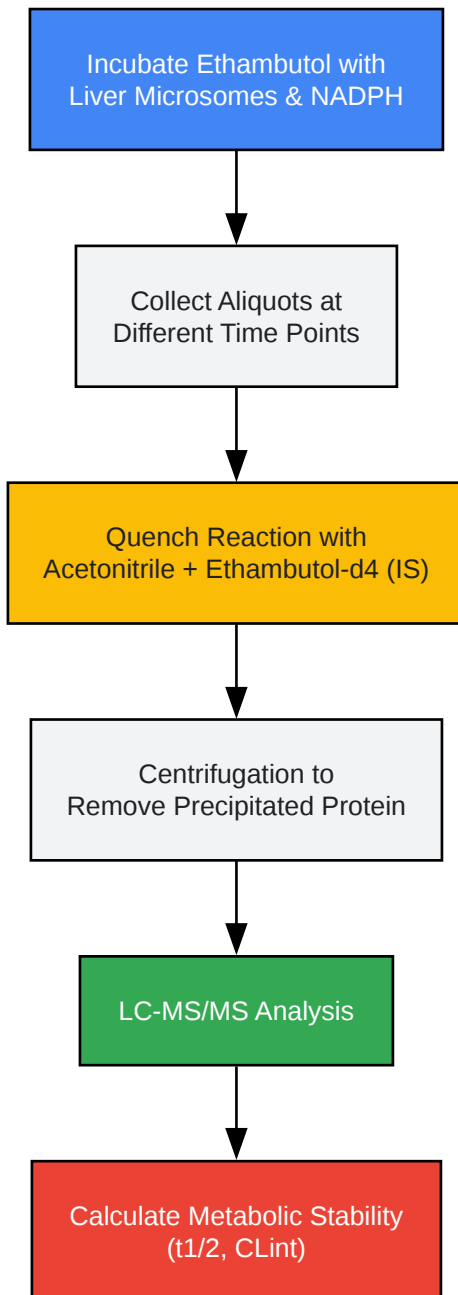 Incubate Ethambutol with
Liver Microsomes & NADPH
Collect Aliquots at
Different Time Points
Quench Reaction with
Acetonitrile + Ethambutol-d4 (IS)
Centrifugation to
Remove Precipitated Protein
LC-MS/MS Analysis
Calculate Metabolic Stability
(t1/2, CLint)